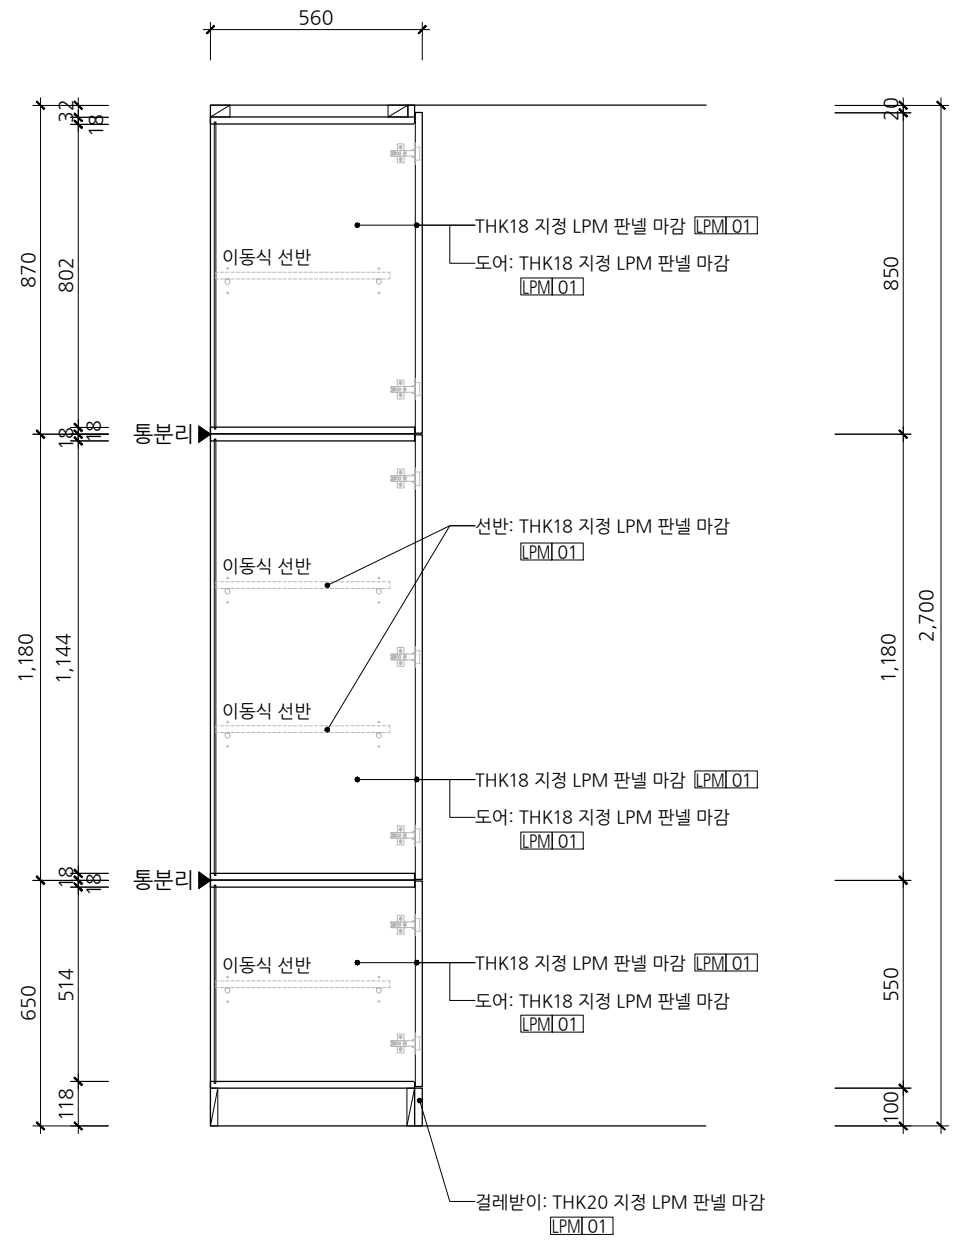 560
32
18
20
THK18 지정 LPM 판넬 마감 LPM 01
이동식 선반
도어: THK18 지정 LPM 판넬 마감
LPM 01
870
802
850
18
18
통분리
선반: THK18 지정 LPM 판넬 마감
LPM 01
이동식 선반
2,700
1,180
1,144
1,180
이동식 선반
THK18 지정 LPM 판넬 마감 LPM 01
도어: THK18 지정 LPM 판넬 마감
LPM 01
18
18
통분리
THK18 지정 LPM 판넬 마감 LPM 01
이동식 선반
도어: THK18 지정 LPM 판넬 마감
LPM 01
650
514
550
118
100
걸레받이: THK20 지정 LPM 판넬 마감
LPM 01